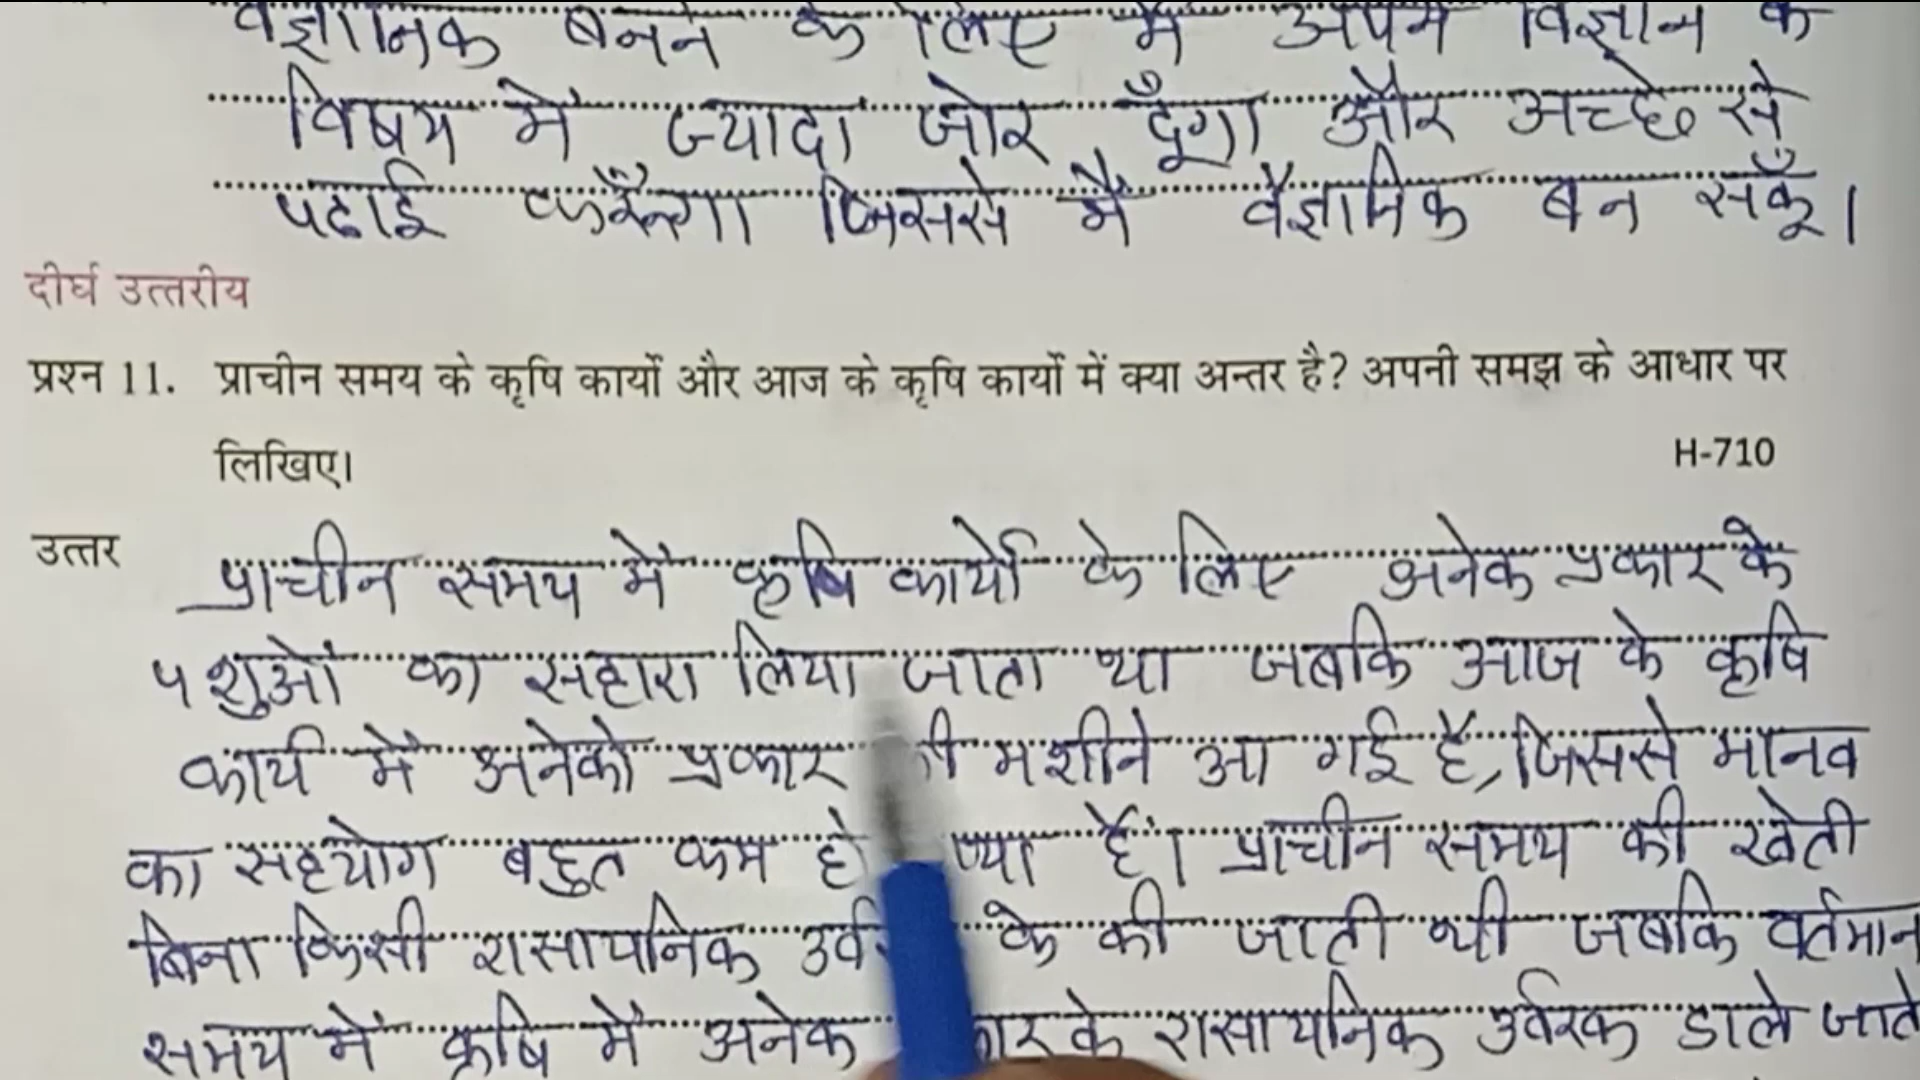 वैज्ञानिक बनने के लिए मैं अपने विज्ञान के
विषय में ज्यादा जोर दूँगा और अच्छे से
पढाई करूँगा जिससे मैं वैज्ञानिक बन सकूँ।
दीर्घ उत्तरीय
प्रश्न 11. प्राचीन समय के कृषि कार्यो और आज के कृषि कार्यो में क्या अन्तर है? अपनी समझ के आधार पर
लिखिए। H-710
उत्तर प्राचीन समय में कृषि कार्यो के लिए अनेक प्रकार के
पशुओं का सहारा लिया जाता था जबकि आज के कृषि
कार्य में अनेको प्रकार मशीने आ गई हैं, जिससे मानव
का सहयोग बहुत कम हो है। प्राचीन समय की खेती
बिना किसी रासायनिक के की जाती थी जबकि वर्तमान
समय में कृषि में अनेक के रासायनिक उर्वरक डाले जाते